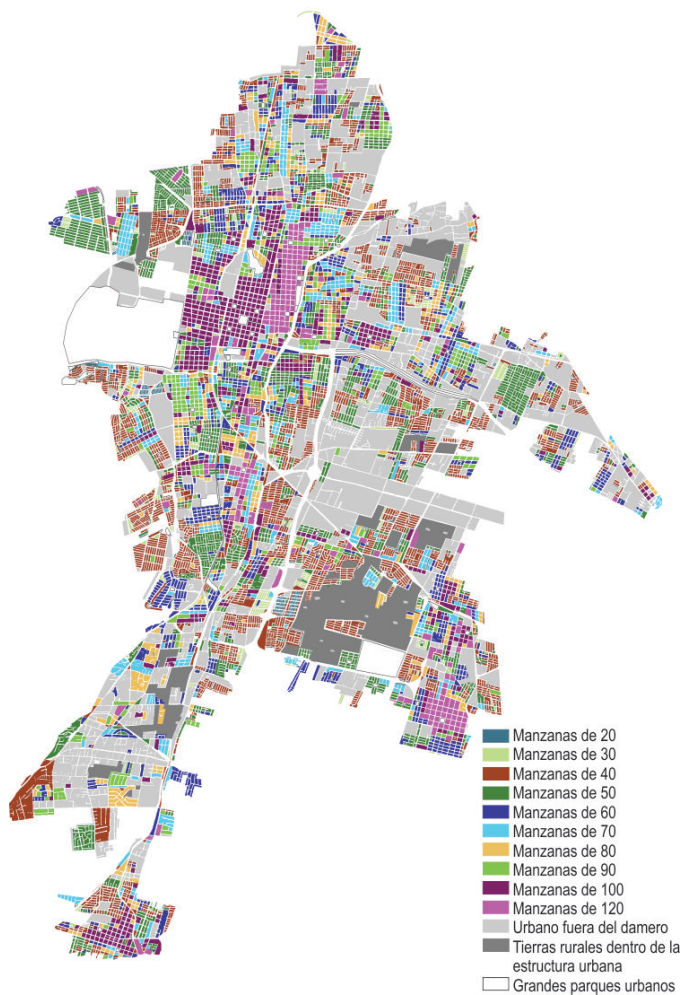 Manzanas de 20
Manzanas de 30
Manzanas de 40
Manzanas de 50
Manzanas de 60
Manzanas de 70
Manzanas de 80
Manzanas de 90
Manzanas de 100
Manzanas de 120
Urbano fuera del damero
Tierras rurales dentro de la
estructura urbana
Grandes parques urbanos